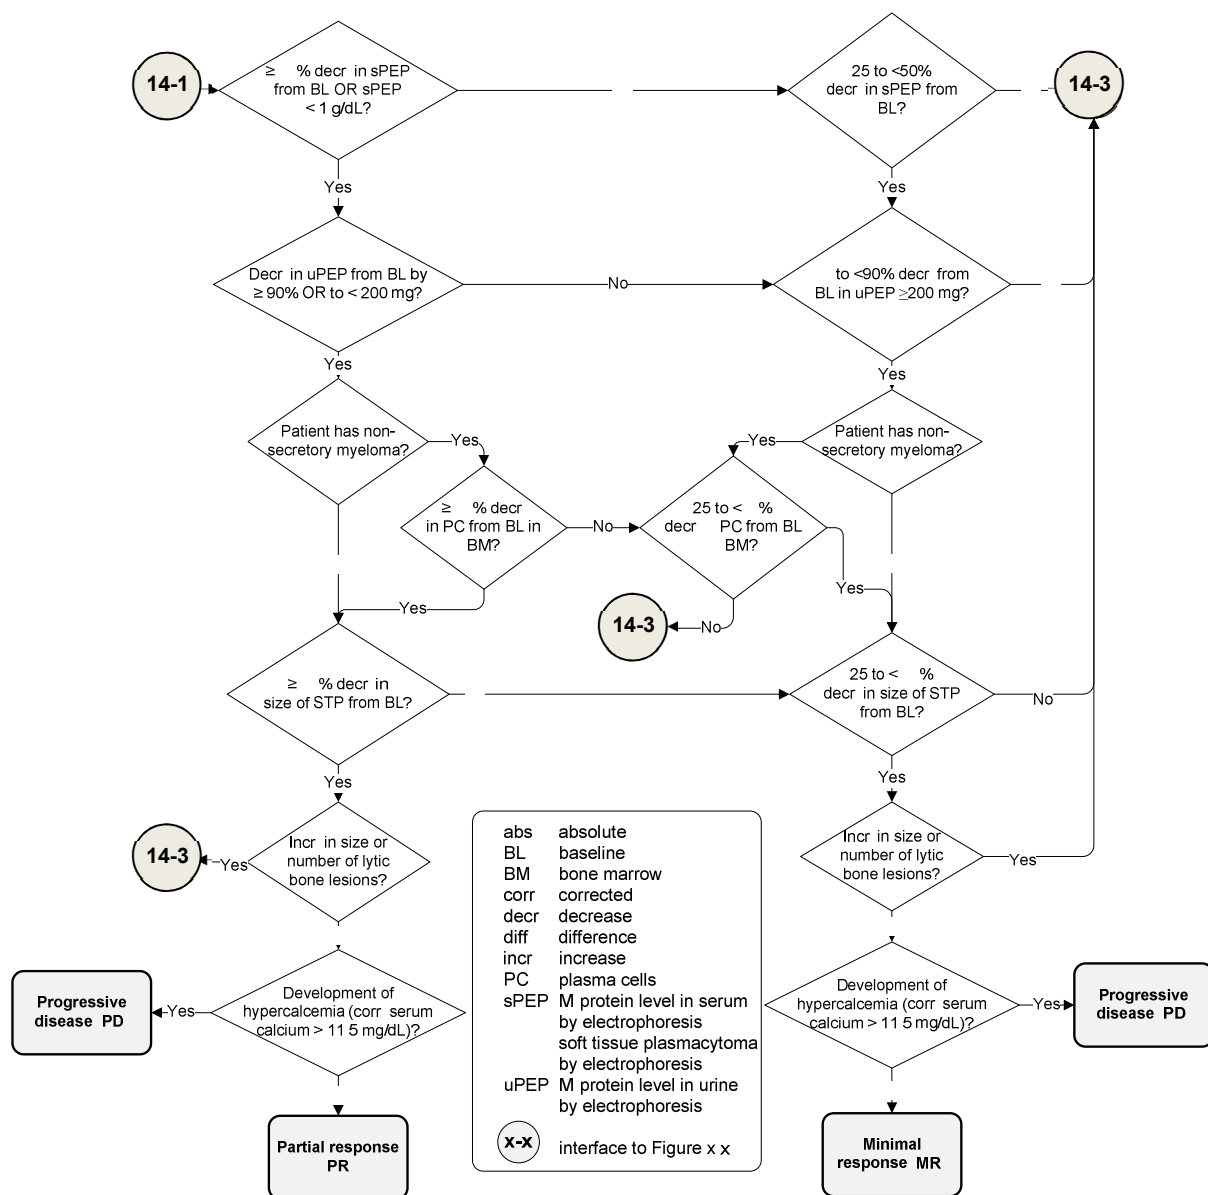 14-1
≥ % decr in sPEP
from BL OR sPEP
< 1 g/dL?
25 to <50%
decr in sPEP from
BL?
14-3
Yes
Yes
Decr in uPEP from BL by
≥ 90% OR to < 200 mg?
No
to <90% decr from
BL in uPEP ≥200 mg?
Yes
Yes
Patient has non-
secretory myeloma?
Yes
Yes
Patient has non-
secretory myeloma?
≥ % decr
in PC from BL in
BM?
No
25 to < %
decr PC from BL
BM?
Yes
Yes
14-3
No
≥ % decr in
size of STP from BL?
25 to < %
decr in size of STP
from BL?
No
Yes
Yes
14-3
Yes
Incr in size or
number of lytic
bone lesions?
Incr in size or
number of lytic
bone lesions?
Yes
abs absolute
BL baseline
BM bone marrow
corr corrected
decr decrease
diff difference
incr increase
PC plasma cells
sPEP M protein level in serum
by electrophoresis
soft tissue plasmacytoma
by electrophoresis
uPEP M protein level in urine
by electrophoresis
x-x interface to Figure x x
Progressive
disease PD
Yes
Development of
hypercalcemia (corr serum
calcium > 11 5 mg/dL)?
Development of
hypercalcemia (corr serum
calcium > 11 5 mg/dL)?
Yes
Progressive
disease PD
Partial response
PR
Minimal
response MR